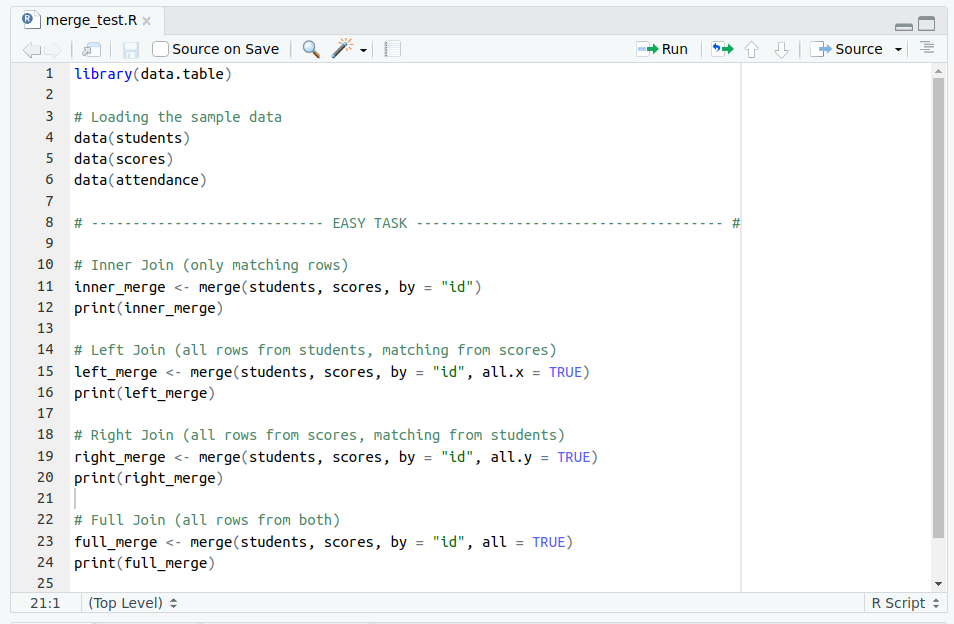 merge_test.R
Source on Save Run Source
1 library(data.table)
2
3 # Loading the sample data
4 data(students)
5 data(scores)
6 data(attendance)
7
8 # ---------------------------- EASY TASK ------------------------------------- #
9
10 # Inner Join (only matching rows)
11 inner_merge <- merge(students, scores, by = "id")
12 print(inner_merge)
13
14 # Left Join (all rows from students, matching from scores)
15 left_merge <- merge(students, scores, by = "id", all.x = TRUE)
16 print(left_merge)
17
18 # Right Join (all rows from scores, matching from students)
19 right_merge <- merge(students, scores, by = "id", all.y = TRUE)
20 print(right_merge)
21
22 # Full Join (all rows from both)
23 full_merge <- merge(students, scores, by = "id", all = TRUE)
24 print(full_merge)
25
21:1 (Top Level) R Script